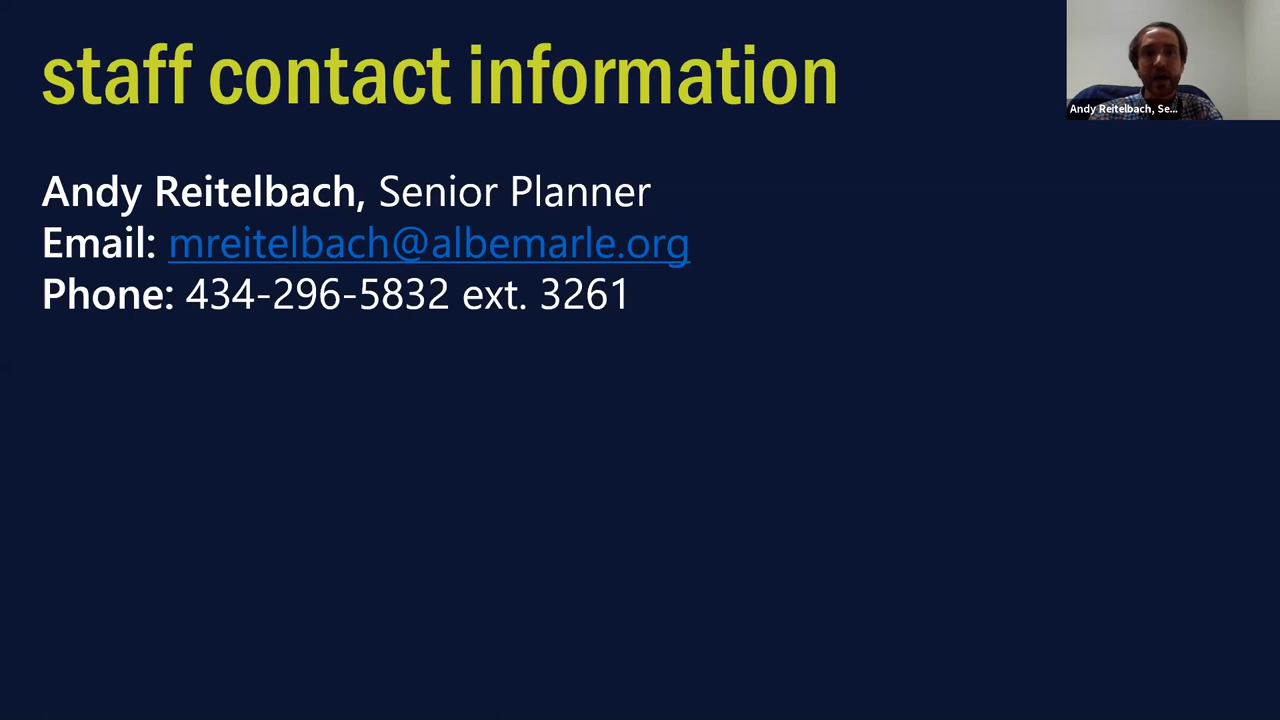 staff contact information
Andy Reitelbach, Se...
Andy Reitelbach, Senior Planner
Email: mreitelbach@albemarle.org
Phone: 434-296-5832 ext. 3261